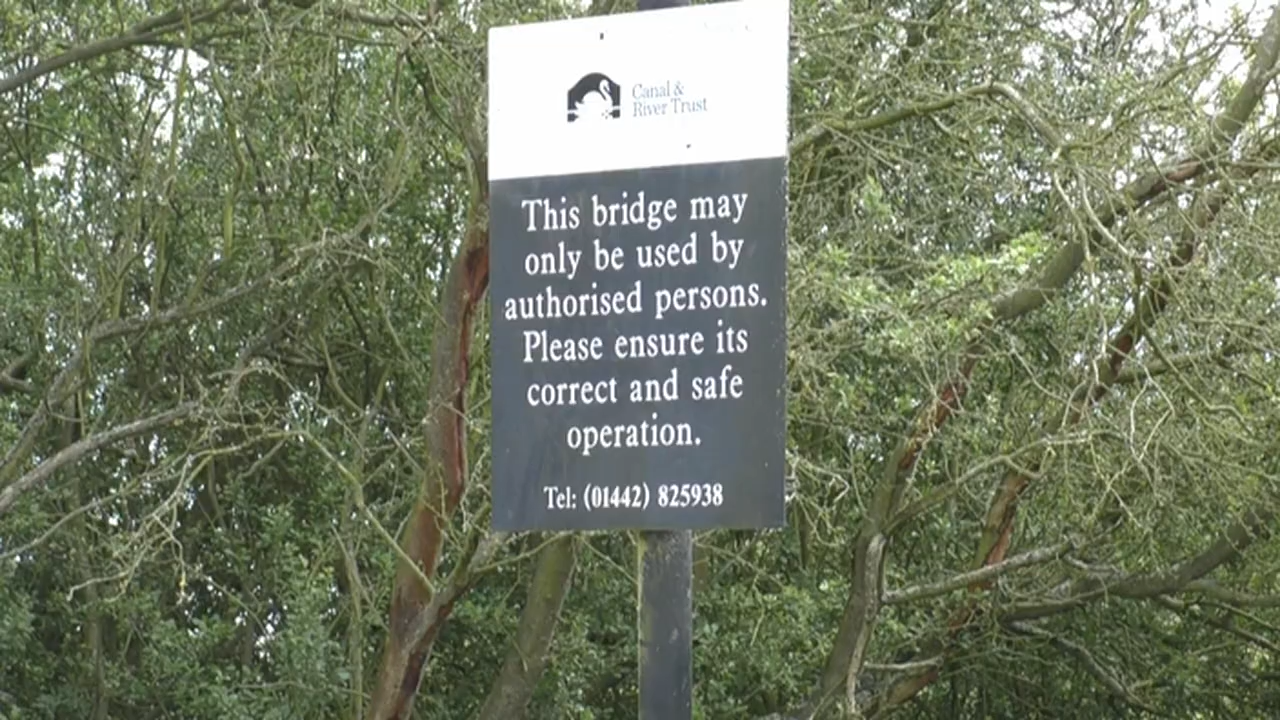 Canal &
River Trust
This bridge may
only be used by
authorised persons.
Please ensure its
correct and safe
operation.
Tel: (01442) 825938